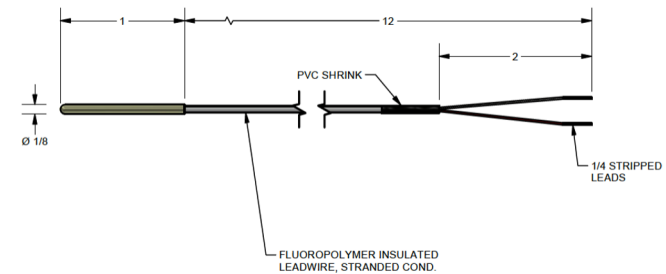 1
12
2
PVC SHRINK
Ø 1/8
1/4 STRIPPED
LEADS
FLUOROPOLYMER INSULATED
LEADWIRE, STRANDED COND.